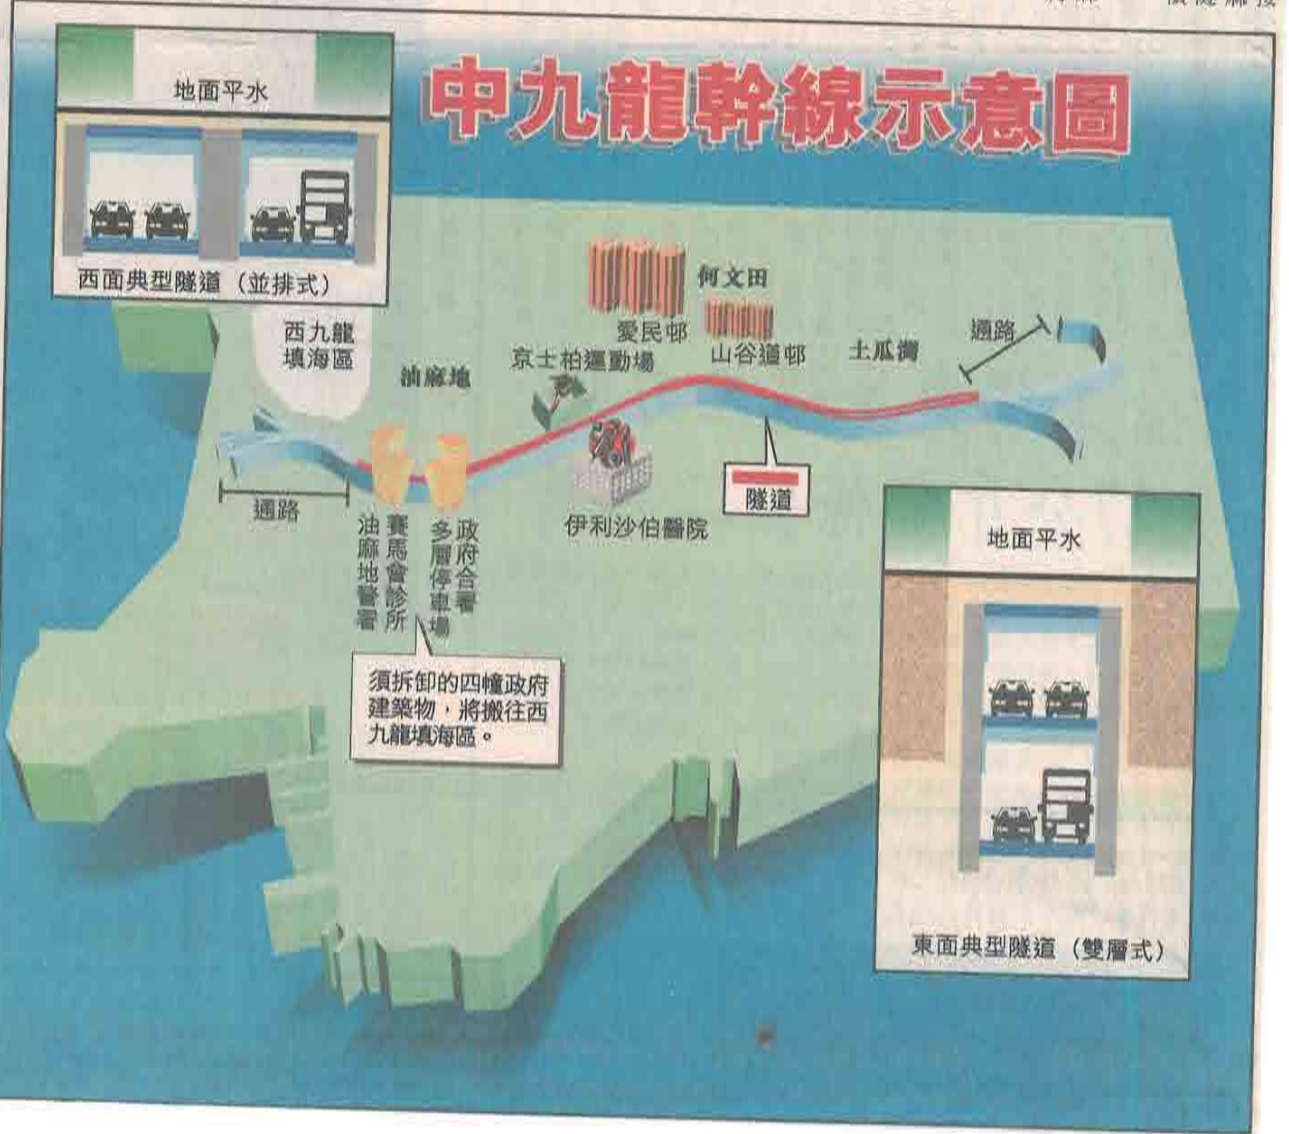 中九龍幹線示意圖
地面平水
西面典型隧道（並排式）
西九龍
填海區
油麻地
京士柏運動場
愛民邨
何文田
山谷道邨
土瓜灣
通路
通路
隧道
伊利沙伯醫院
油麻地警署
賽馬會診所
多層停車場
政府合署
須拆卸的四幢政府
建築物，將搬往西
九龍填海區。
地面平水
東面典型隧道（雙層式）